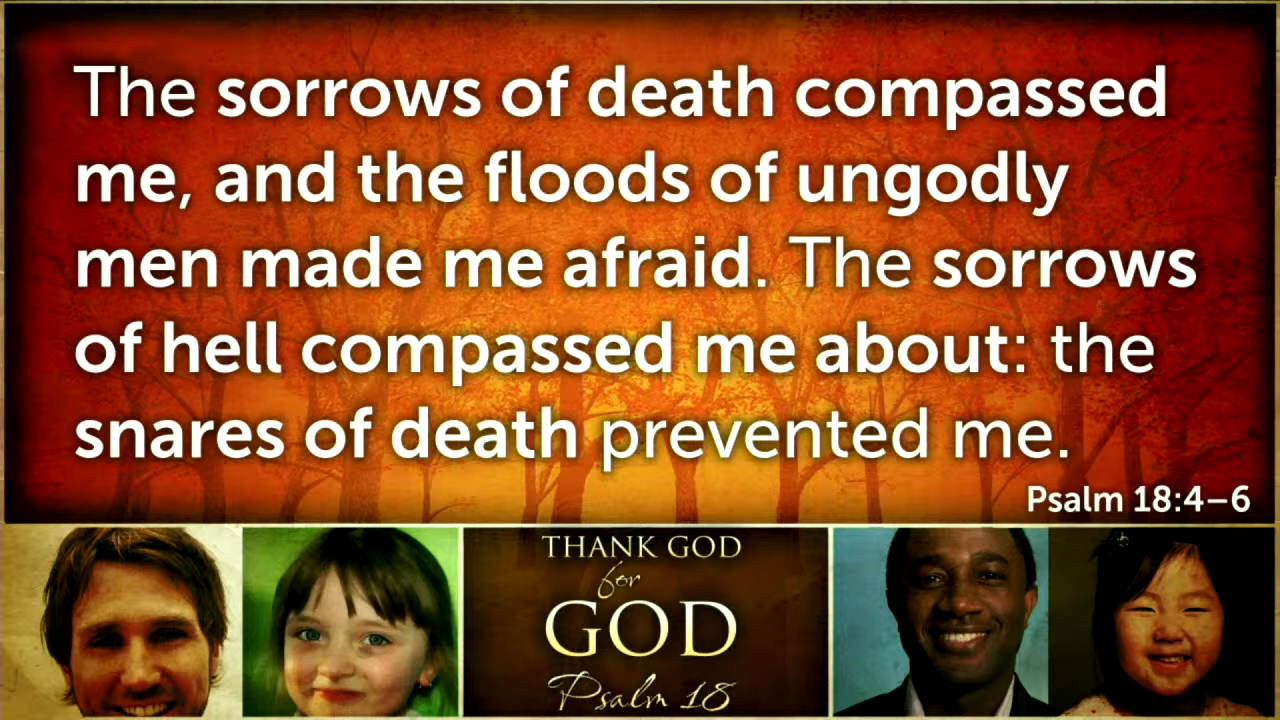 The sorrows of death compassed
me, and the floods of ungodly
men made me afraid. The sorrows
of hell compassed me about: the
snares of death prevented me.
Psalm 18:4–6
THANK GOD
for
GOD
Psalm 18